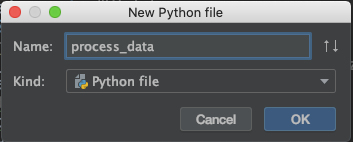 New Python file
Name: process_data
Kind: Python file
Cancel OK